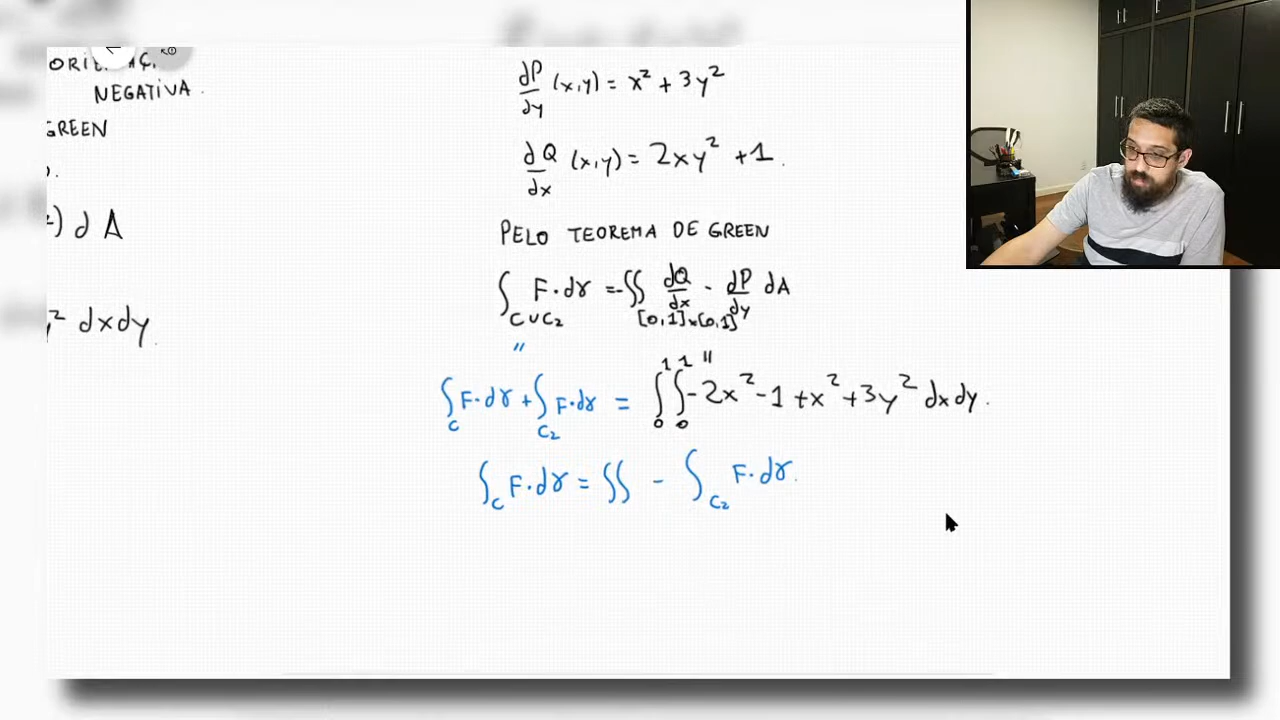 NEGATIVA.
GREEN
) d A
² dxdy.
dP/dy (x,y) = x² + 3y²
dQ/dx (x,y) = 2xy² + 1.
PELO TEOREMA DE GREEN
∫_{C∪C₂} F·dγ = -∬_{[0,1]×[0,1]} dQ/dx - dP/dy dA
∫_C F·dγ + ∫_{C₂} F·dγ = ∫₀¹ ∫₀¹ -2x² - 1 + x² + 3y² dxdy.
∫_C F·dγ = ∬ - ∫_{C₂} F·dγ.